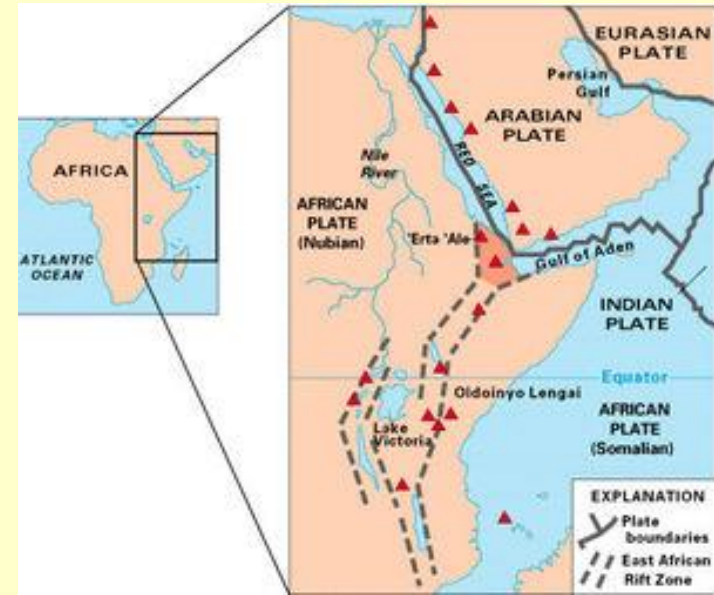 AFRICA
ATLANTIC
OCEAN
EURASIAN
PLATE
Persian
Gulf
ARABIAN
PLATE
Nile
River
RED SEA
AFRICAN
PLATE
(Nubian)
'Erta 'Ale
Gulf of Aden
INDIAN
PLATE
Equator
Oldoinyo Lengai
AFRICAN
PLATE
(Somalian)
Lake
Victoria
EXPLANATION
Plate
boundaries
East African
Rift Zone